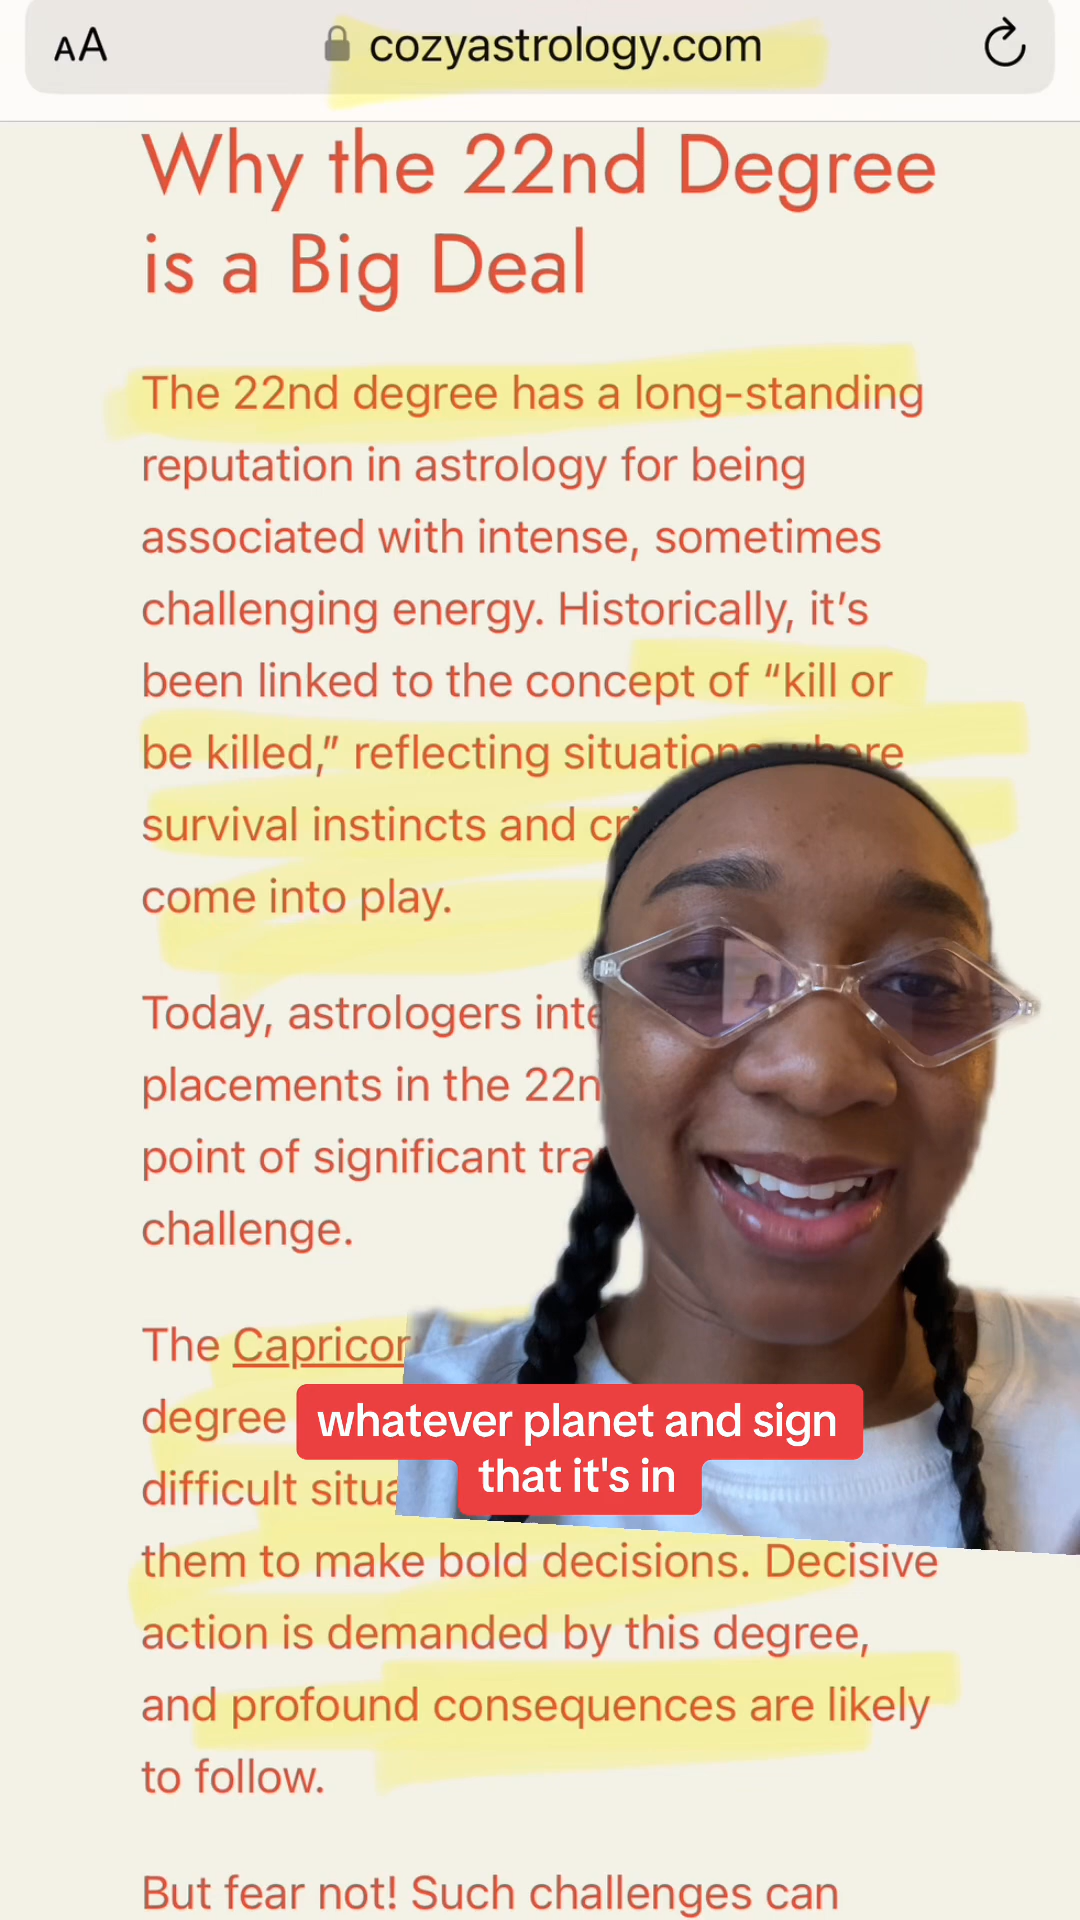 AA cozyastrology.com
Why the 22nd Degree
is a Big Deal
The 22nd degree has a long-standing
reputation in astrology for being
associated with intense, sometimes
challenging energy. Historically, it’s
been linked to the concept of “kill or
be killed,” reflecting situations where
survival instincts and
come into play.
Today, astrologers
placements in the
point of significant
challenge.
The
degree
difficult
them to make bold decisions. Decisive
action is demanded by this degree,
and profound consequences are likely
to follow.
But fear not! Such challenges can
whatever planet and sign
that it's in